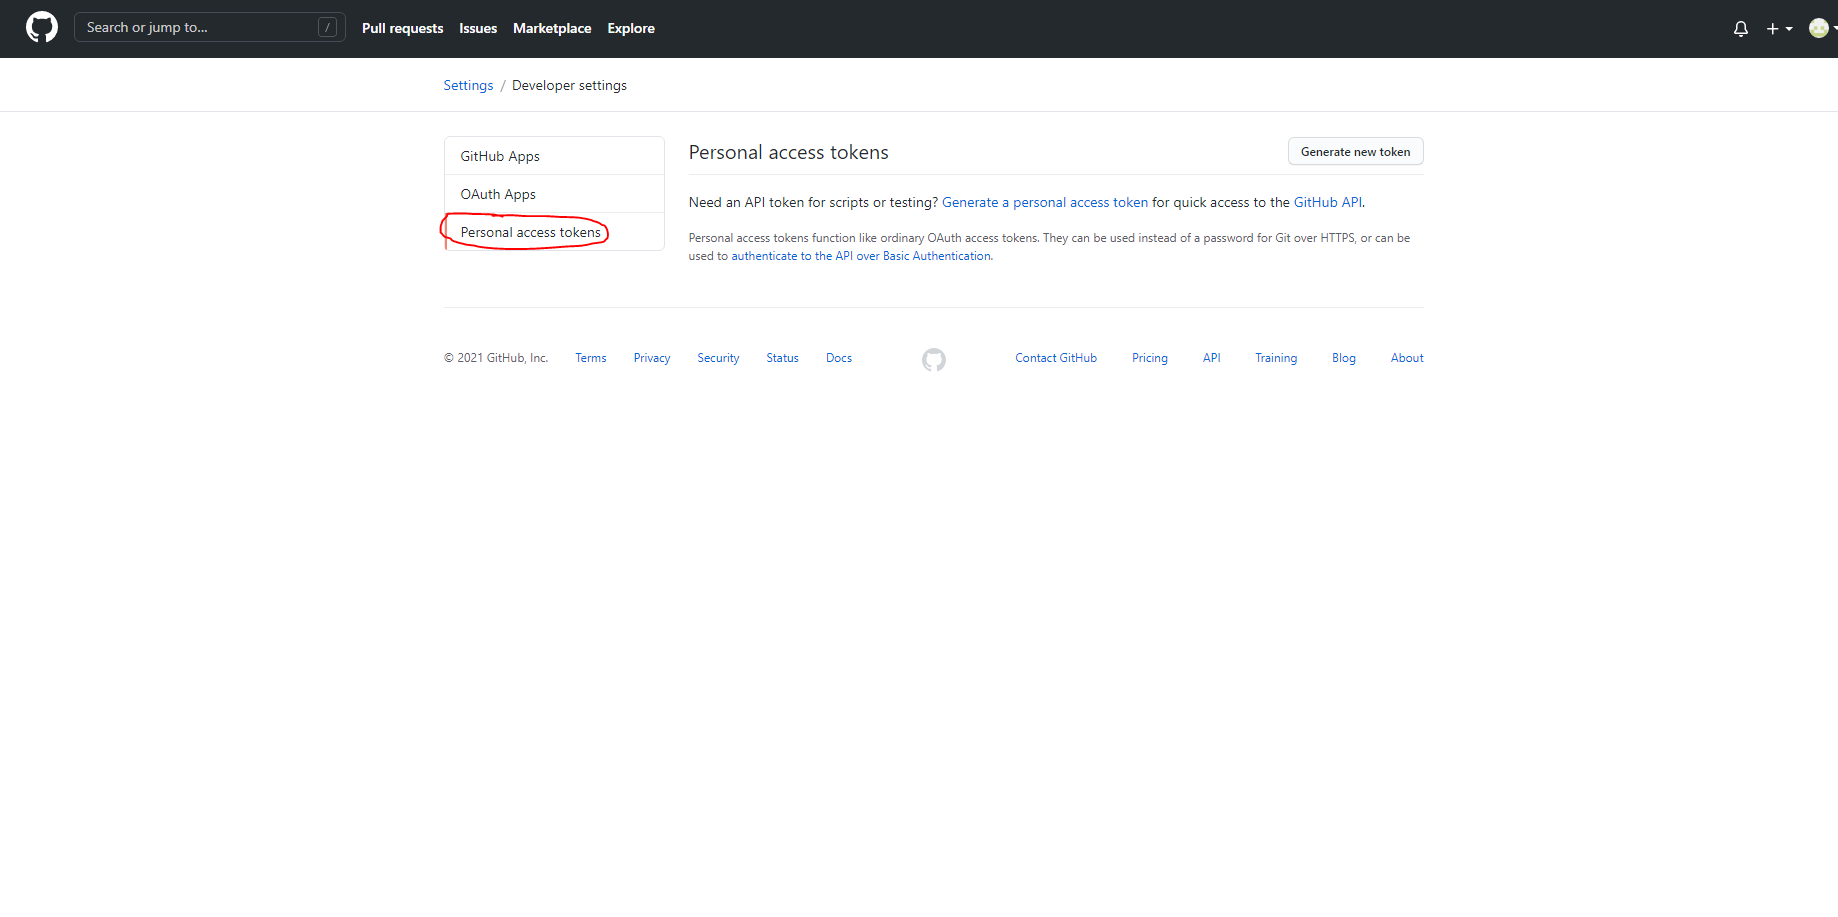 Search or jump to... /
Pull requests Issues Marketplace Explore
Settings / Developer settings
GitHub Apps
OAuth Apps
Personal access tokens
Personal access tokens
Generate new token
Need an API token for scripts or testing? Generate a personal access token for quick access to the GitHub API.
Personal access tokens function like ordinary OAuth access tokens. They can be used instead of a password for Git over HTTPS, or can be
used to authenticate to the API over Basic Authentication.
© 2021 GitHub, Inc. Terms Privacy Security Status Docs Contact GitHub Pricing API Training Blog About